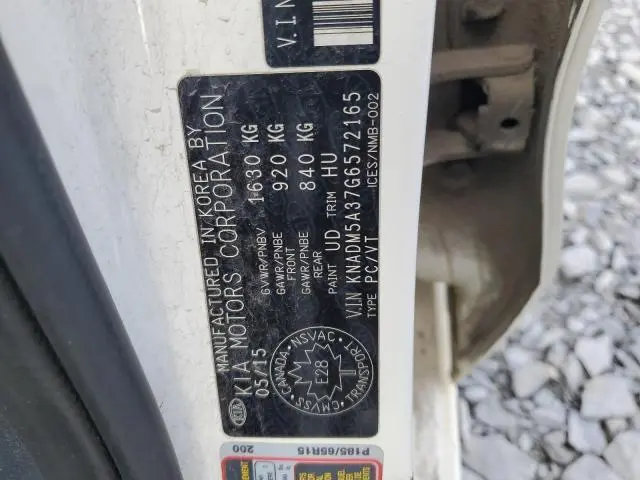 MANUFACTURED IN KOREA BY
KIA KIA MOTORS CORPORATION
05/15
GVWR/PNBV 1630 KG
GAWR/PNBE FRONT 920 KG
GAWR/PNBE REAR 840 KG
PAINT UD TRIM HU
V.I.N KNADM5A37G6572165
TYPE PC/VT ICES/NMB-002
CANADA NSVAC
E28
CMVSS TRANSPORT
V.I.N
P185/65R15
200